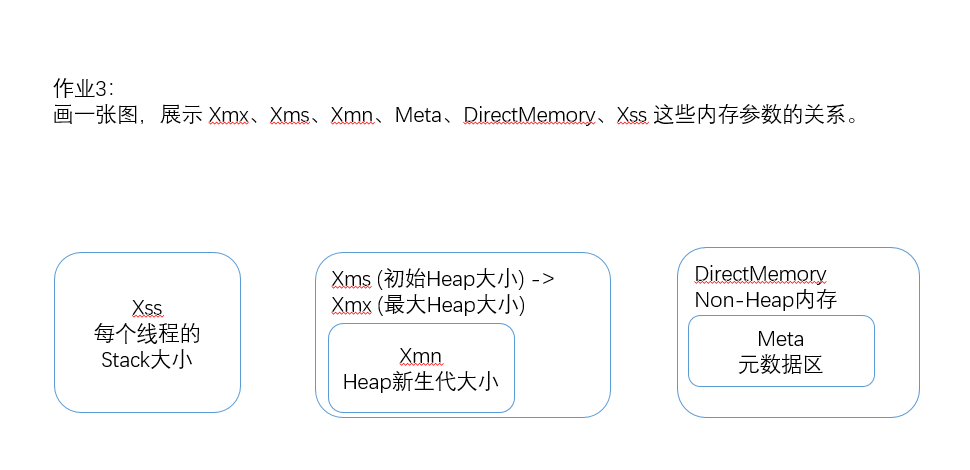 作业3：
画一张图，展示 Xmx、Xms、Xmn、Meta、DirectMemory、Xss 这些内存参数的关系。
Xss
每个线程的
Stack大小
Xms (初始Heap大小) ->
Xmx (最大Heap大小)
Xmn
Heap新生代大小
DirectMemory
Non-Heap内存
Meta
元数据区